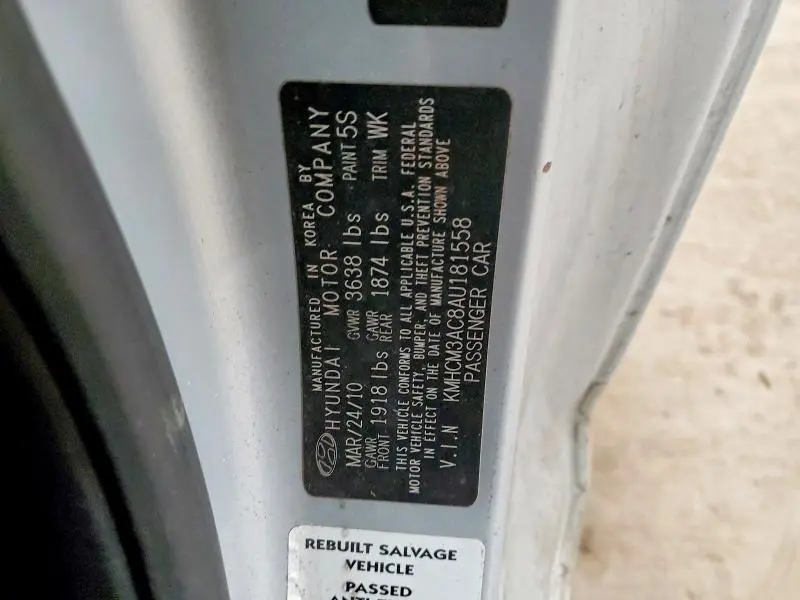 MANUFACTURED IN KOREA BY
HYUNDAI MOTOR COMPANY
MAR/24/10 GVWR 3638 lbs PAINT 5S
GAWR FRONT 1918 lbs GAWR REAR 1874 lbs TRIM WK
THIS VEHICLE CONFORMS TO ALL APPLICABLE U.S.A. FEDERAL
MOTOR VEHICLE SAFETY, BUMPER, AND THEFT PREVENTION STANDARDS
IN EFFECT ON THE DATE OF MANUFACTURE SHOWN ABOVE
V.I.N KMHCM3AC8AU181558
PASSENGER CAR
REBUILT SALVAGE
VEHICLE
PASSED